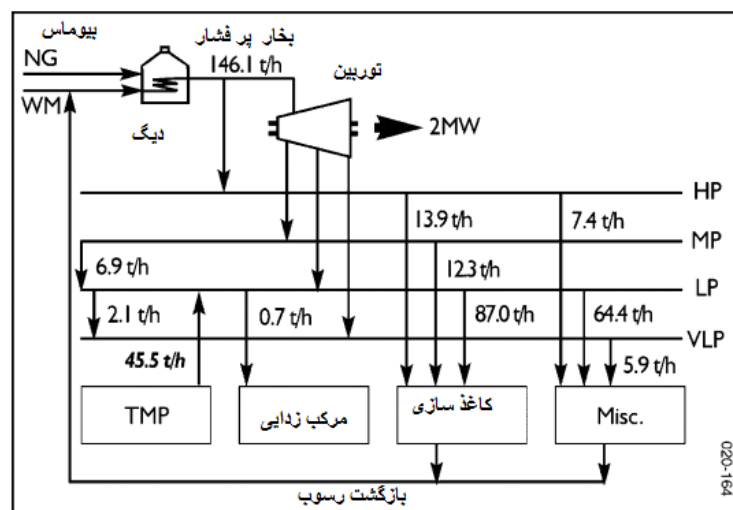 بیوماس
NG
WM
دیگ
بخار پر فشار
146.1 t/h
توربین
2MW
HP
13.9 t/h
7.4 t/h
MP
6.9 t/h
12.3 t/h
LP
2.1 t/h
0.7 t/h
87.0 t/h
64.4 t/h
VLP
45.5 t/h
5.9 t/h
TMP
مرکب زدایی
کاغذ سازی
Misc.
بازگشت رسوب
020-164